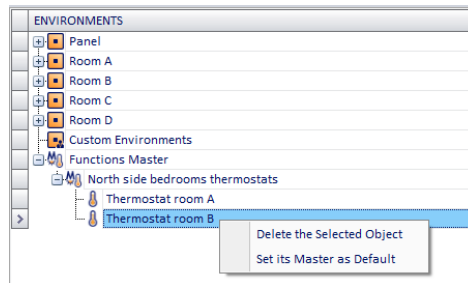 ENVIRONMENTS
Panel
Room A
Room B
Room C
Room D
Custom Environments
Functions Master
North side bedrooms thermostats
Thermostat room A
Thermostat room B
Delete the Selected Object
Set its Master as Default